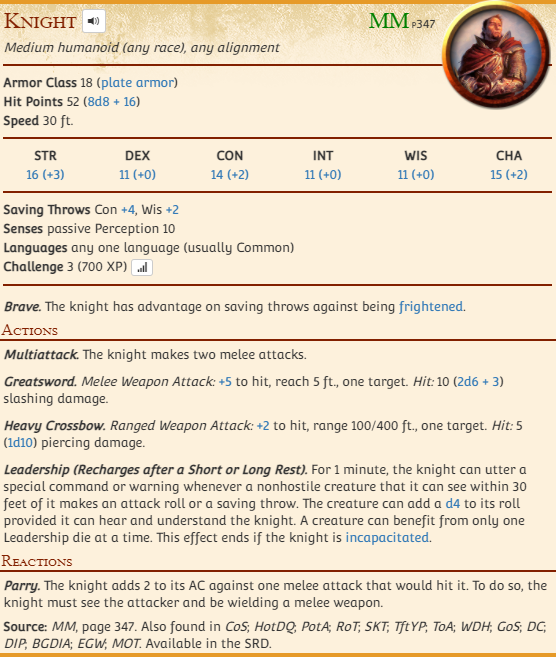 Knight MM P347
Medium humanoid (any race), any alignment
Armor Class 18 (plate armor)
Hit Points 52 (8d8 + 16)
Speed 30 ft.
STR DEX CON INT WIS CHA
16 (+3) 11 (+0) 14 (+2) 11 (+0) 11 (+0) 15 (+2)
Saving Throws Con +4, Wis +2
Senses passive Perception 10
Languages any one language (usually Common)
Challenge 3 (700 XP)
Brave. The knight has advantage on saving throws against being frightened.
Actions
Multiattack. The knight makes two melee attacks.
Greatsword. Melee Weapon Attack: +5 to hit, reach 5 ft., one target. Hit: 10 (2d6 + 3)
slashing damage.
Heavy Crossbow. Ranged Weapon Attack: +2 to hit, range 100/400 ft., one target. Hit: 5
(1d10) piercing damage.
Leadership (Recharges after a Short or Long Rest). For 1 minute, the knight can utter a
special command or warning whenever a nonhostile creature that it can see within 30
feet of it makes an attack roll or a saving throw. The creature can add a d4 to its roll
provided it can hear and understand the knight. A creature can benefit from only one
Leadership die at a time. This effect ends if the knight is incapacitated.
Reactions
Parry. The knight adds 2 to its AC against one melee attack that would hit it. To do so, the
knight must see the attacker and be wielding a melee weapon.
Source: MM, page 347. Also found in CoS; HotDQ; PotA; RoT; SKT; TftYP; ToA; WDH; GoS; DC;
DIP; BGDIA; EGW; MOT. Available in the SRD.